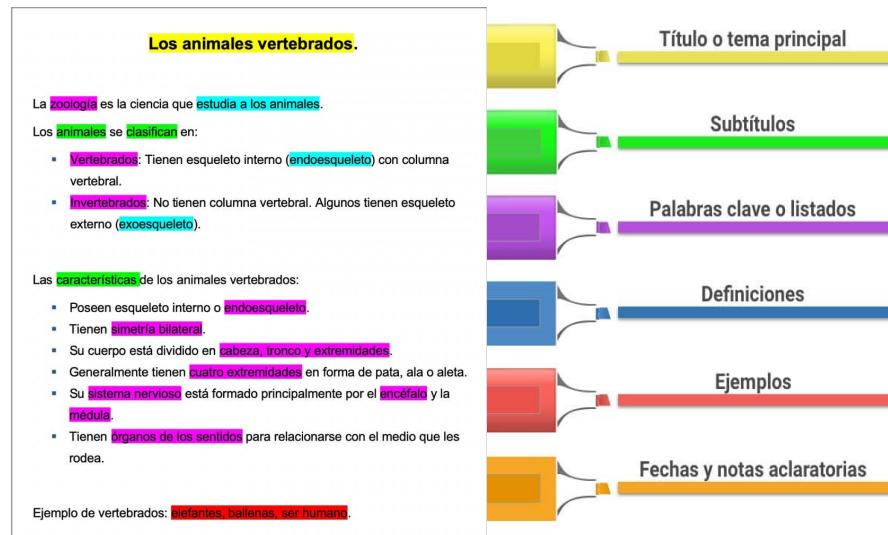 Los animales vertebrados.
La zoología es la ciencia que estudia a los animales.
Los animales se clasifican en:
▪ Vertebrados: Tienen esqueleto interno (endoesqueleto) con columna
vertebral.
▪ Invertebrados: No tienen columna vertebral. Algunos tienen esqueleto
externo (exoesqueleto).
Las características de los animales vertebrados:
▪ Poseen esqueleto interno o endoesqueleto.
▪ Tienen simetría bilateral.
▪ Su cuerpo está dividido en cabeza, tronco y extremidades.
▪ Generalmente tienen cuatro extremidades en forma de pata, ala o aleta.
▪ Su sistema nervioso está formado principalmente por el encéfalo y la
médula.
▪ Tienen órganos de los sentidos para relacionarse con el medio que les
rodea.
Ejemplo de vertebrados: elefantes, ballenas, ser humano.
Título o tema principal
Subtítulos
Palabras clave o listados
Definiciones
Ejemplos
Fechas y notas aclaratorias